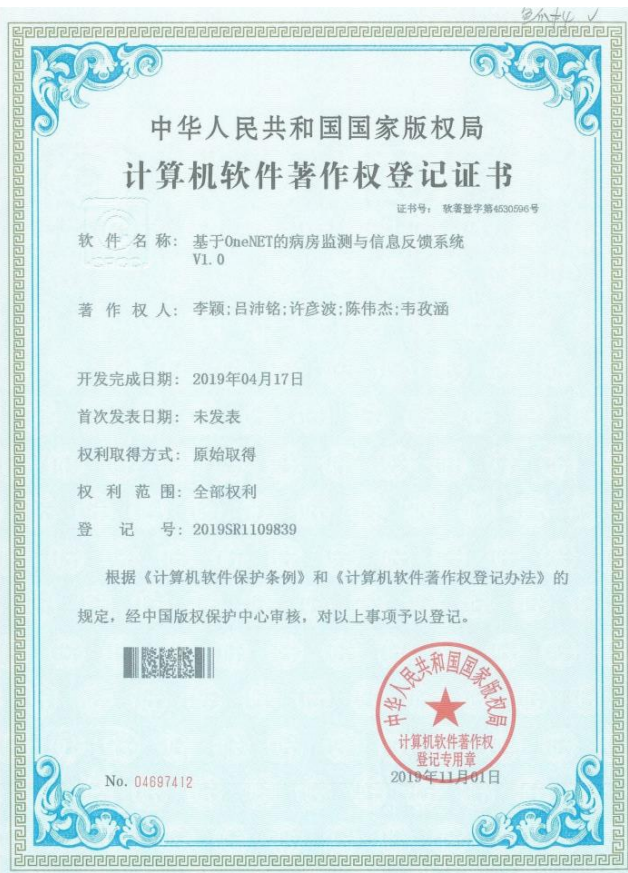 中华人民共和国国家版权局
计算机软件著作权登记证书
证书号： 软著登字第4530596号
软件名称： 基于OneNET的病房监测与信息反馈系统
V1.0
著作权人： 李颖;吕沛铭;许彦波;陈伟杰;韦孜涵
开发完成日期： 2019年04月17日
首次发表日期： 未发表
权利取得方式： 原始取得
权利范围： 全部权利
登记号： 2019SR1109839
根据《计算机软件保护条例》和《计算机软件著作权登记办法》的
规定，经中国版权保护中心审核，对以上事项予以登记。
中华人民共和国国家版权局
计算机软件著作权
登记专用章
2019年11月01日
No. 04697412